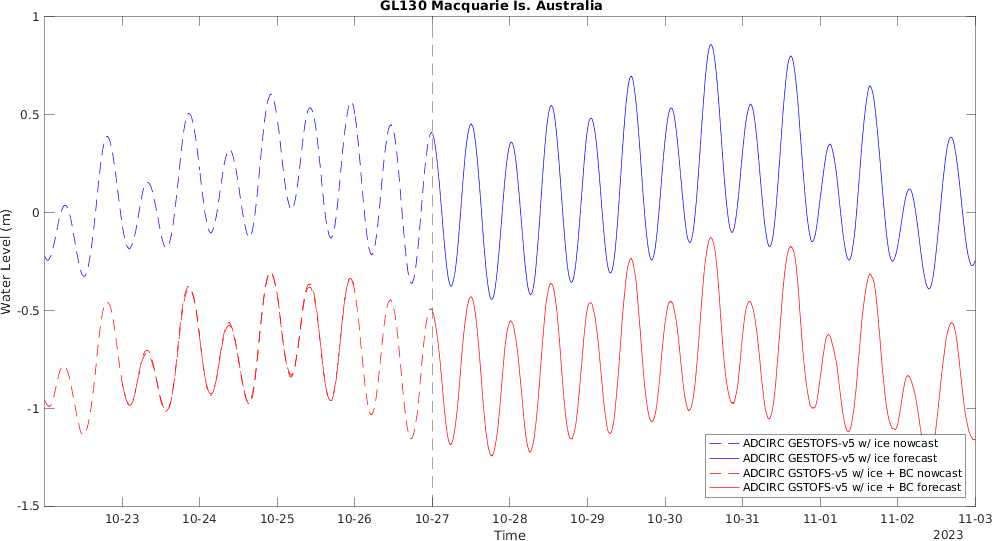 GL130 Macquarie Is. Australia
1
0.5
0
-0.5
-1
-1.5
Water Level (m)
ADCIRC GESTOFS-v5 w/ ice nowcast
ADCIRC GESTOFS-v5 w/ ice forecast
ADCIRC GSTOFS-v5 w/ ice + BC nowcast
ADCIRC GSTOFS-v5 w/ ice + BC forecast
10-23 10-24 10-25 10-26 10-27 10-28 10-29 10-30 10-31 11-01 11-02 11-03
Time
2023